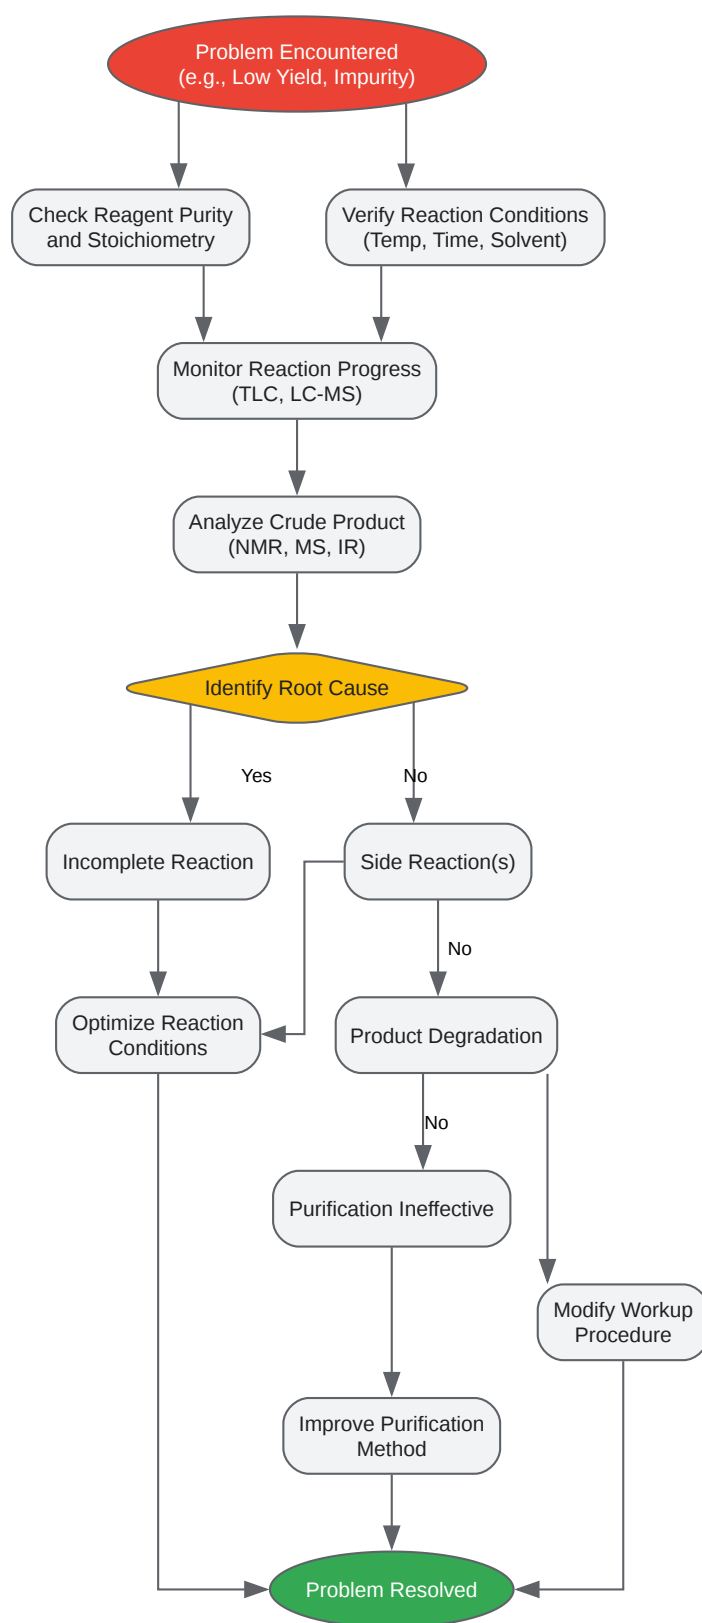 Problem Encountered
(e.g., Low Yield, Impurity)
Check Reagent Purity
and Stoichiometry
Verify Reaction Conditions
(Temp, Time, Solvent)
Monitor Reaction Progress
(TLC, LC-MS)
Analyze Crude Product
(NMR, MS, IR)
Identify Root Cause
Yes
No
Incomplete Reaction
Side Reaction(s)
No
Optimize Reaction
Conditions
Product Degradation
No
Purification Ineffective
Modify Workup
Procedure
Improve Purification
Method
Problem Resolved